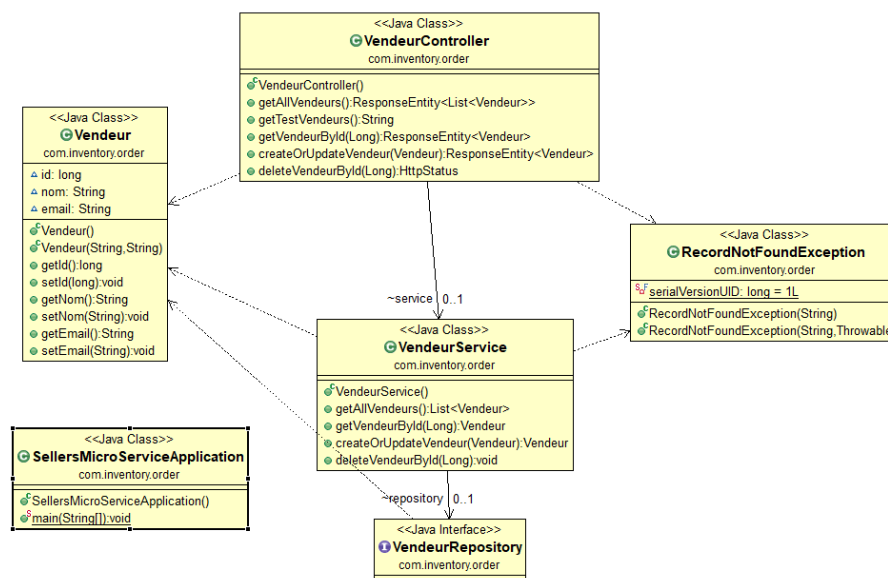 <<Java Class>>
VendeurController
com.inventory.order
VendeurController()
getAllVendeurs():ResponseEntity<List<Vendeur>>
getTestVendeurs():String
getVendeurById(Long):ResponseEntity<Vendeur>
createOrUpdateVendeur(Vendeur):ResponseEntity<Vendeur>
deleteVendeurById(Long):HttpStatus
<<Java Class>>
Vendeur
com.inventory.order
id: long
nom: String
email: String
Vendeur()
Vendeur(String,String)
getId():long
setId(long):void
getNom():String
setNom(String):void
getEmail():String
setEmail(String):void
<<Java Class>>
RecordNotFoundException
com.inventory.order
serialVersionUID: long = 1L
RecordNotFoundException(String)
RecordNotFoundException(String,Throwable
~service 0..1
<<Java Class>>
VendeurService
com.inventory.order
VendeurService()
getAllVendeurs():List<Vendeur>
getVendeurById(Long):Vendeur
createOrUpdateVendeur(Vendeur):Vendeur
deleteVendeurById(Long):void
<<Java Class>>
SellersMicroServiceApplication
com.inventory.order
SellersMicroServiceApplication()
main(String[]):void
~repository 0..1
<<Java Interface>>
VendeurRepository
com.inventory.order